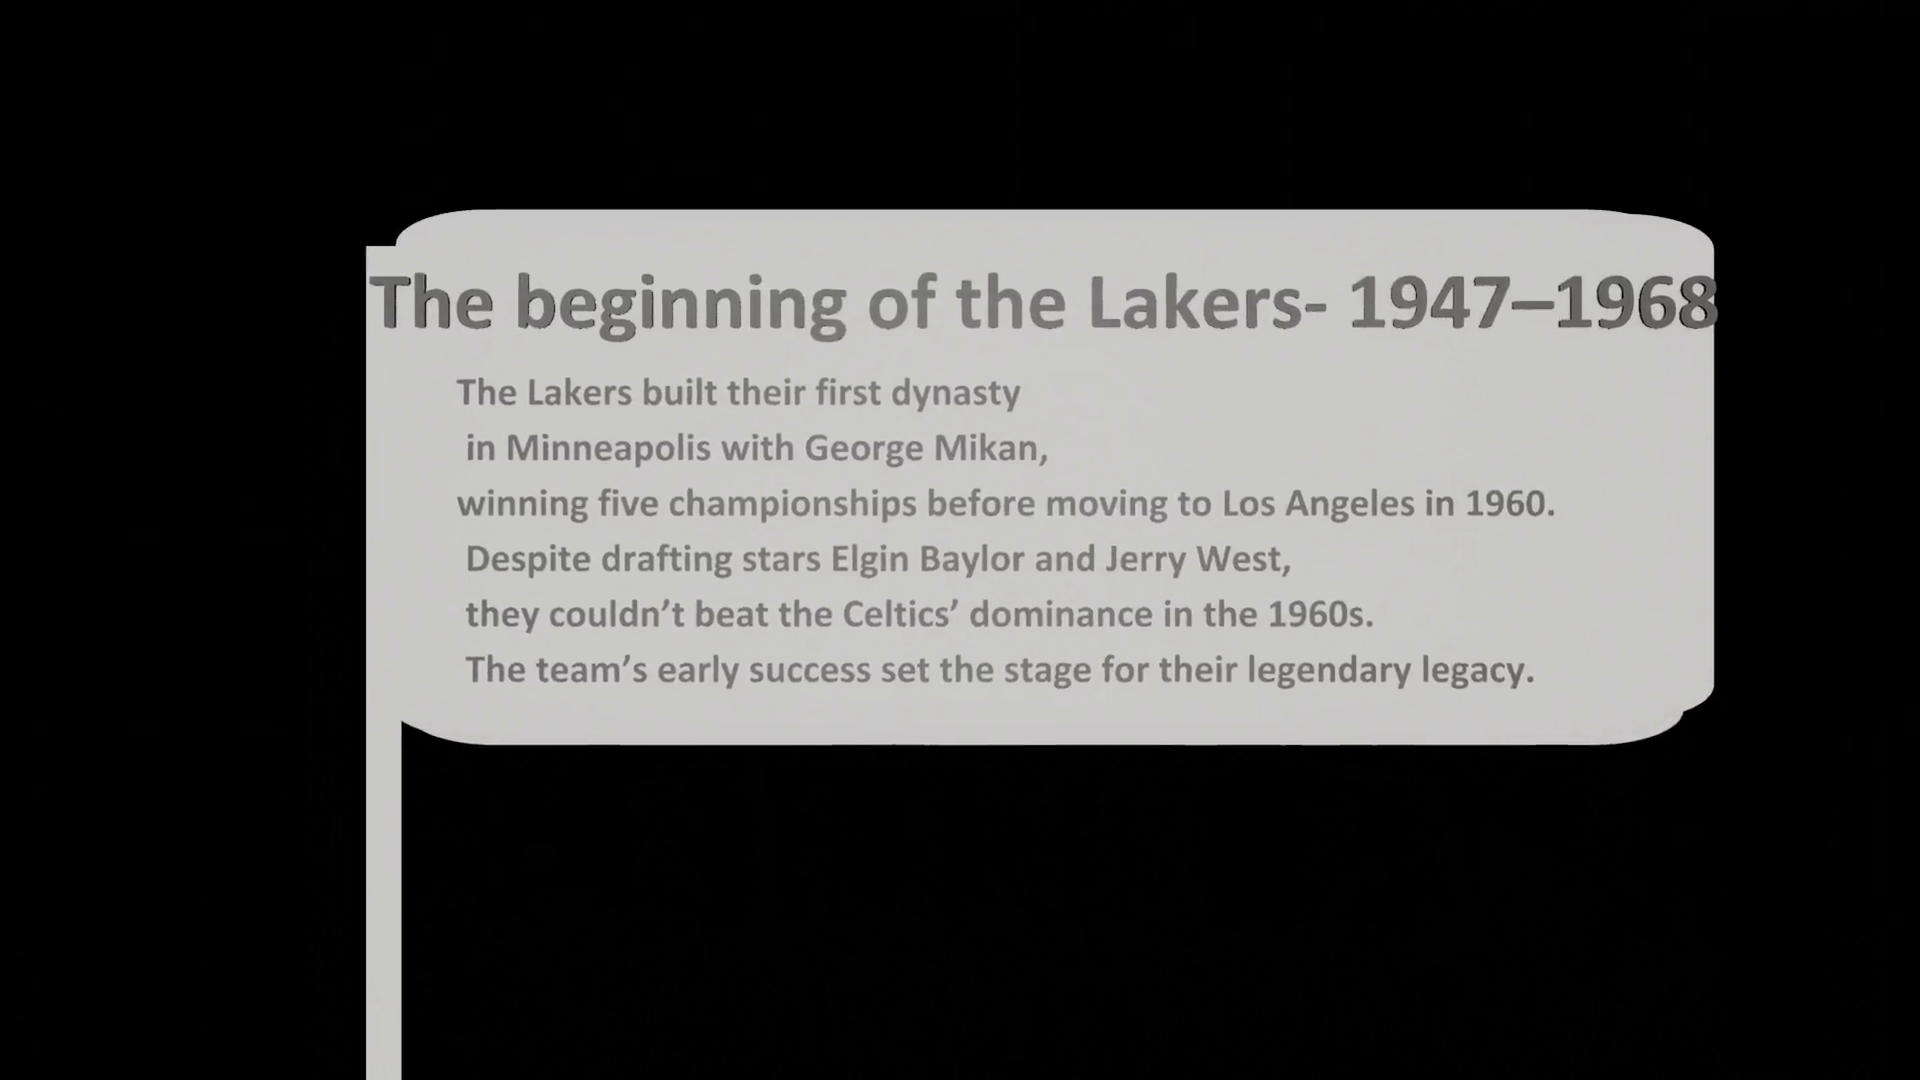 The beginning of the Lakers- 1947–1968
The Lakers built their first dynasty
in Minneapolis with George Mikan,
winning five championships before moving to Los Angeles in 1960.
Despite drafting stars Elgin Baylor and Jerry West,
they couldn’t beat the Celtics’ dominance in the 1960s.
The team’s early success set the stage for their legendary legacy.